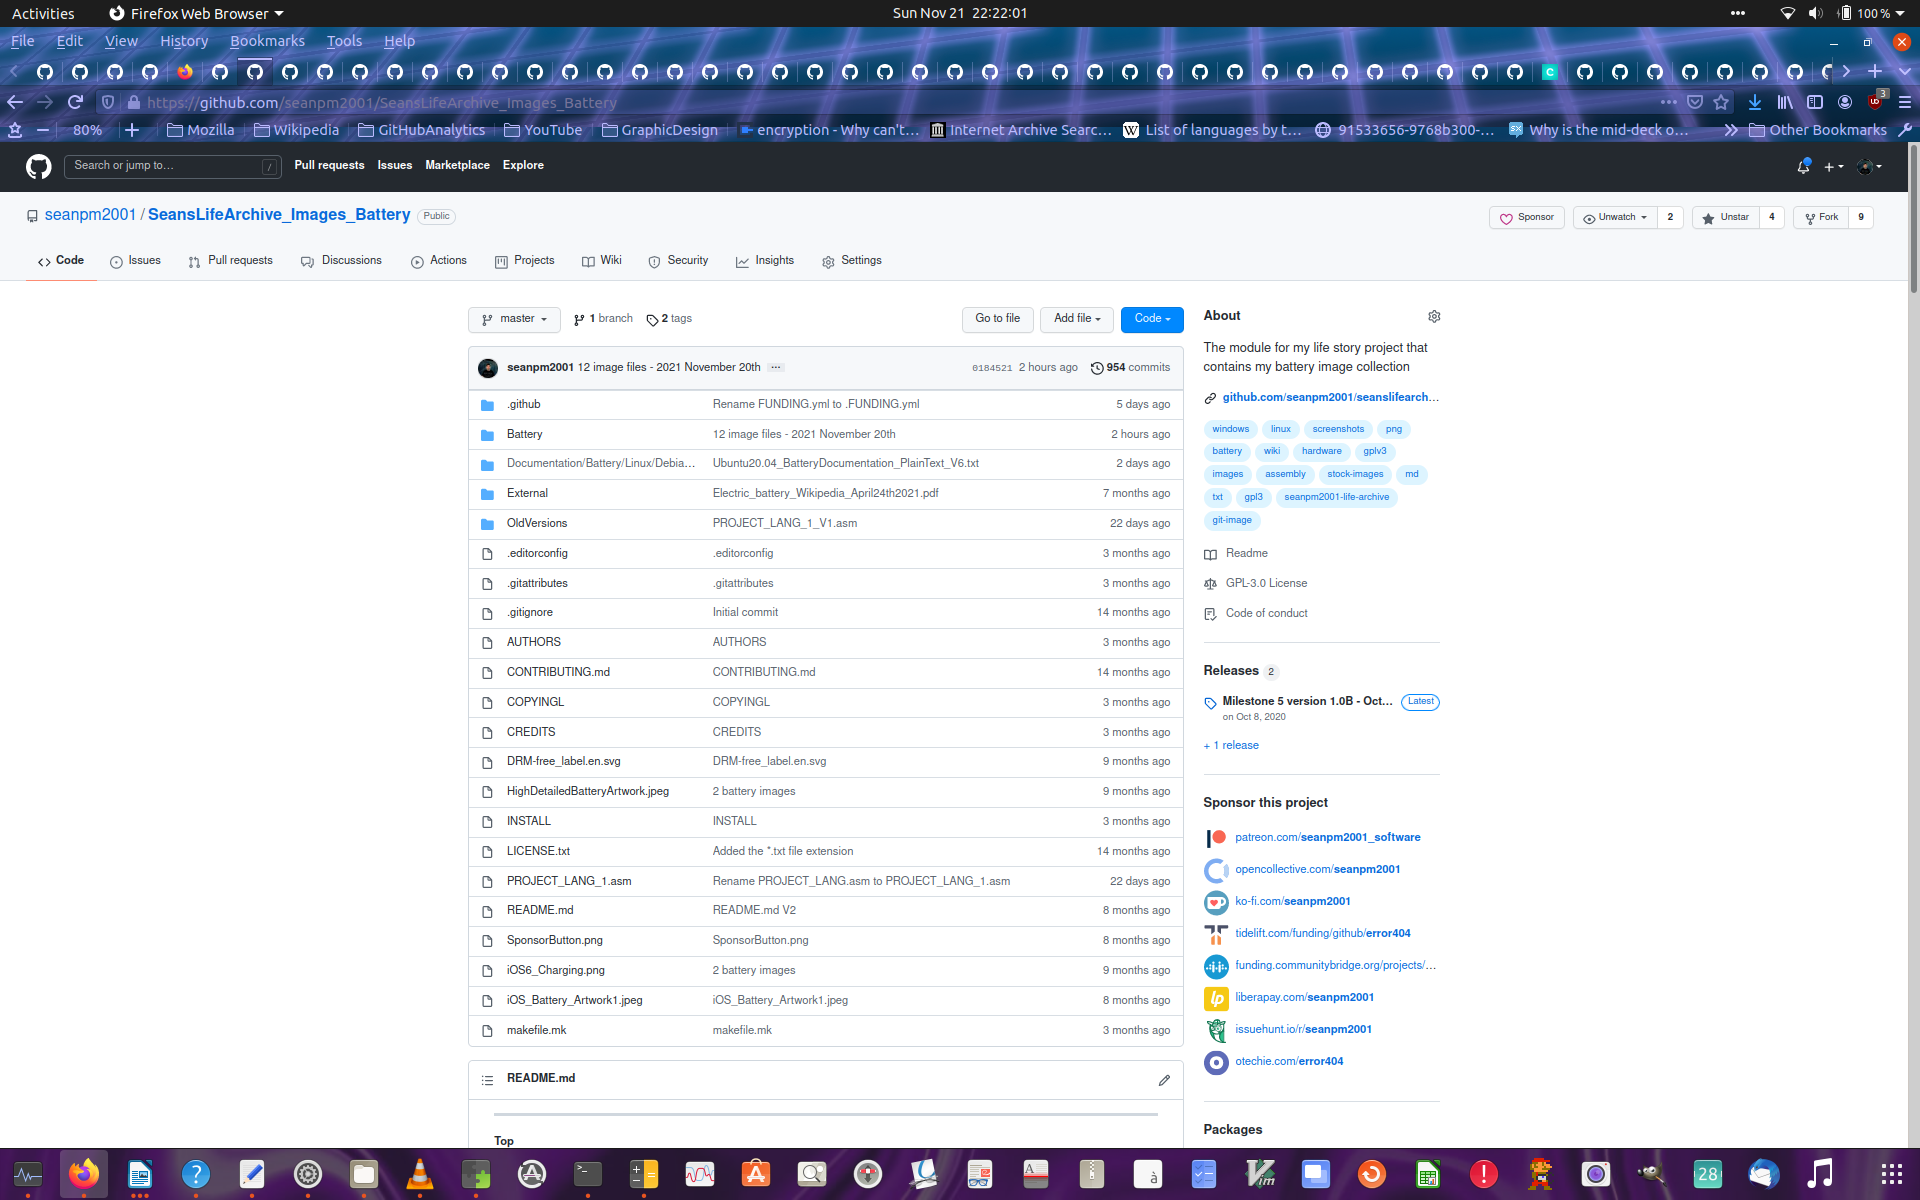 Activities Firefox Web Browser Sun Nov 21 22:22:01 100 %
File Edit View History Bookmarks Tools Help
https://github.com/seanpm2001/SeansLifeArchive_Images_Battery 3
80% Mozilla Wikipedia GitHubAnalytics YouTube GraphicDesign encryption - Why can't… Internet Archive Searc… List of languages by t… 91533656-9768b300-… Why is the mid-deck o… Other Bookmarks
Search or jump to… / Pull requests Issues Marketplace Explore
seanpm2001 / SeansLifeArchive_Images_Battery Public Sponsor Unwatch 2 Unstar 4 Fork 9
Code Issues Pull requests Discussions Actions Projects Wiki Security Insights Settings
master 1 branch 2 tags Go to file Add file Code
seanpm2001 12 image files - 2021 November 20th … 0184521 2 hours ago 954 commits
.github Rename FUNDING.yml to .FUNDING.yml 5 days ago
Battery 12 image files - 2021 November 20th 2 hours ago
Documentation/Battery/Linux/Debia… Ubuntu20.04_BatteryDocumentation_PlainText_V6.txt 2 days ago
External Electric_battery_Wikipedia_April24th2021.pdf 7 months ago
OldVersions PROJECT_LANG_1_V1.asm 22 days ago
.editorconfig .editorconfig 3 months ago
.gitattributes .gitattributes 3 months ago
.gitignore Initial commit 14 months ago
AUTHORS AUTHORS 3 months ago
CONTRIBUTING.md CONTRIBUTING.md 14 months ago
COPYINGL COPYINGL 3 months ago
CREDITS CREDITS 3 months ago
DRM-free_label.en.svg DRM-free_label.en.svg 9 months ago
HighDetailedBatteryArtwork.jpeg 2 battery images 9 months ago
INSTALL INSTALL 3 months ago
LICENSE.txt Added the *.txt file extension 14 months ago
PROJECT_LANG_1.asm Rename PROJECT_LANG.asm to PROJECT_LANG_1.asm 22 days ago
README.md README.md V2 8 months ago
SponsorButton.png SponsorButton.png 8 months ago
iOS6_Charging.png 2 battery images 9 months ago
iOS_Battery_Artwork1.jpeg iOS_Battery_Artwork1.jpeg 8 months ago
makefile.mk makefile.mk 3 months ago
README.md
Top
About
The module for my life story project that
contains my battery image collection
github.com/seanpm2001/seanslifearch…
windows linux screenshots png
battery wiki hardware gplv3
images assembly stock-images md
txt gpl3 seanpm2001-life-archive
git-image
Readme
GPL-3.0 License
Code of conduct
Releases 2
Milestone 5 version 1.0B - Oct… Latest
on Oct 8, 2020
+ 1 release
Sponsor this project
patreon.com/seanpm2001_software
opencollective.com/seanpm2001
ko-fi.com/seanpm2001
tidelift.com/funding/github/error404
funding.communitybridge.org/projects/…
liberapay.com/seanpm2001
issuehunt.io/r/seanpm2001
otechie.com/error404
Packages
28